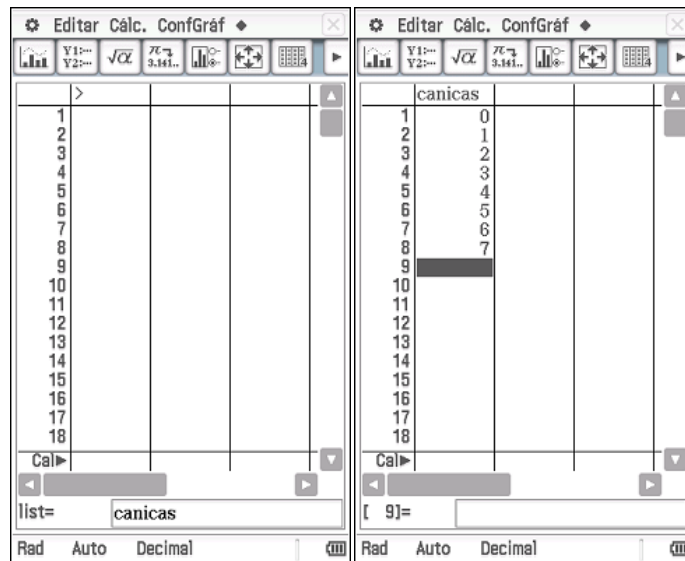 Editar Cálc. ConfGráf ◆
Y1:···
Y2:···
√α
π
3.141..
4
>
1
2
3
4
5
6
7
8
9
10
11
12
13
14
15
16
17
18
Cal▶
list= canicas
Rad Auto Decimal
Editar Cálc. ConfGráf ◆
Y1:···
Y2:···
√α
π
3.141..
4
canicas
1 0
2 1
3 2
4 3
5 4
6 5
7 6
8 7
9
10
11
12
13
14
15
16
17
18
Cal▶
[ 9]=
Rad Auto Decimal